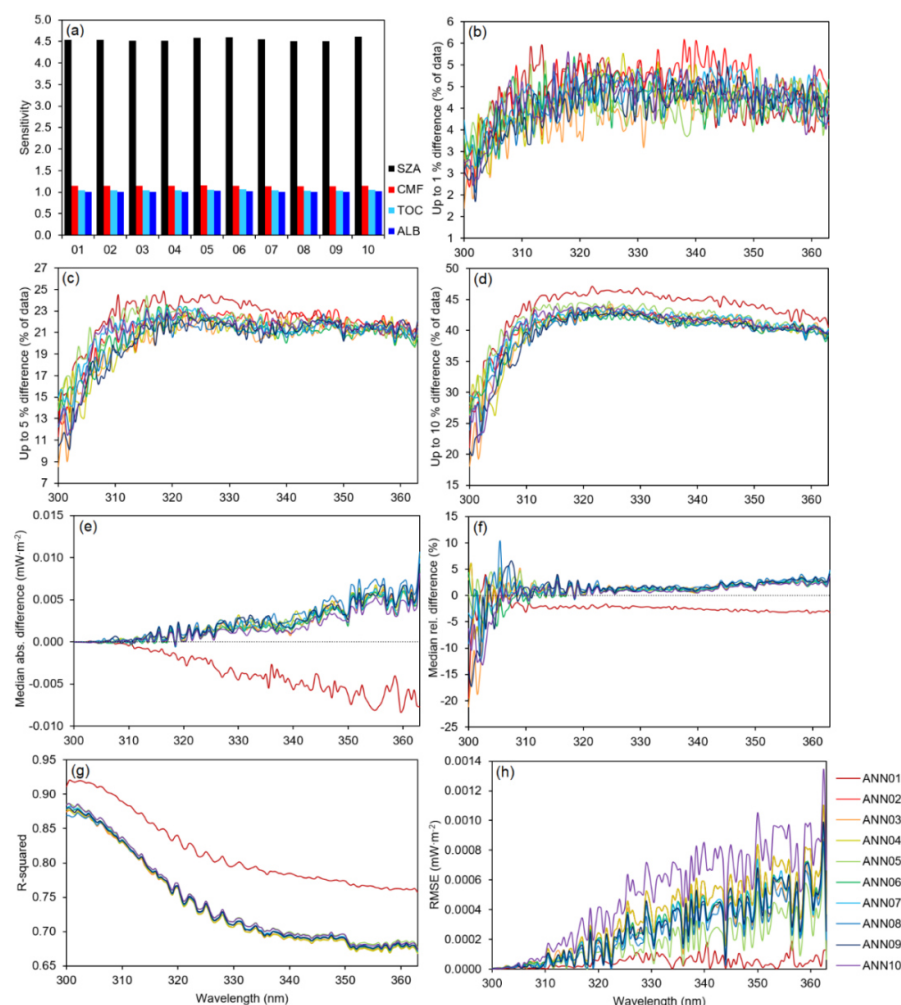 (a)
Sensitivity
5.0
4.5
4.0
3.5
3.0
2.5
2.0
1.5
1.0
0.5
0.0
01 02 03 04 05 06 07 08 09 10
SZA
CMF
TOC
ALB
(b)
Up to 1 % difference (% of data)
6
6
5
5
4
4
3
3
2
2
1
300 310 320 330 340 350 360
(c)
Up to 5 % difference (% of data)
27
25
23
21
19
17
15
13
11
9
7
300 310 320 330 340 350 360
(d)
Up to 10 % difference (% of data)
50
45
40
35
30
25
20
15
300 310 320 330 340 350 360
(e)
Median abs. difference (mW·m-2)
0.015
0.010
0.005
0.000
-0.005
-0.010
300 310 320 330 340 350 360
(f)
Median rel. difference (%)
15
10
5
0
-5
-10
-15
-20
-25
300 310 320 330 340 350 360
(g)
R-squared
0.95
0.90
0.85
0.80
0.75
0.70
0.65
300 310 320 330 340 350 360
Wavelength (nm)
(h)
RMSE (mW·m-2)
0.0014
0.0012
0.0010
0.0008
0.0006
0.0004
0.0002
0.0000
300 310 320 330 340 350 360
Wavelength (nm)
ANN01
ANN02
ANN03
ANN04
ANN05
ANN06
ANN07
ANN08
ANN09
ANN10